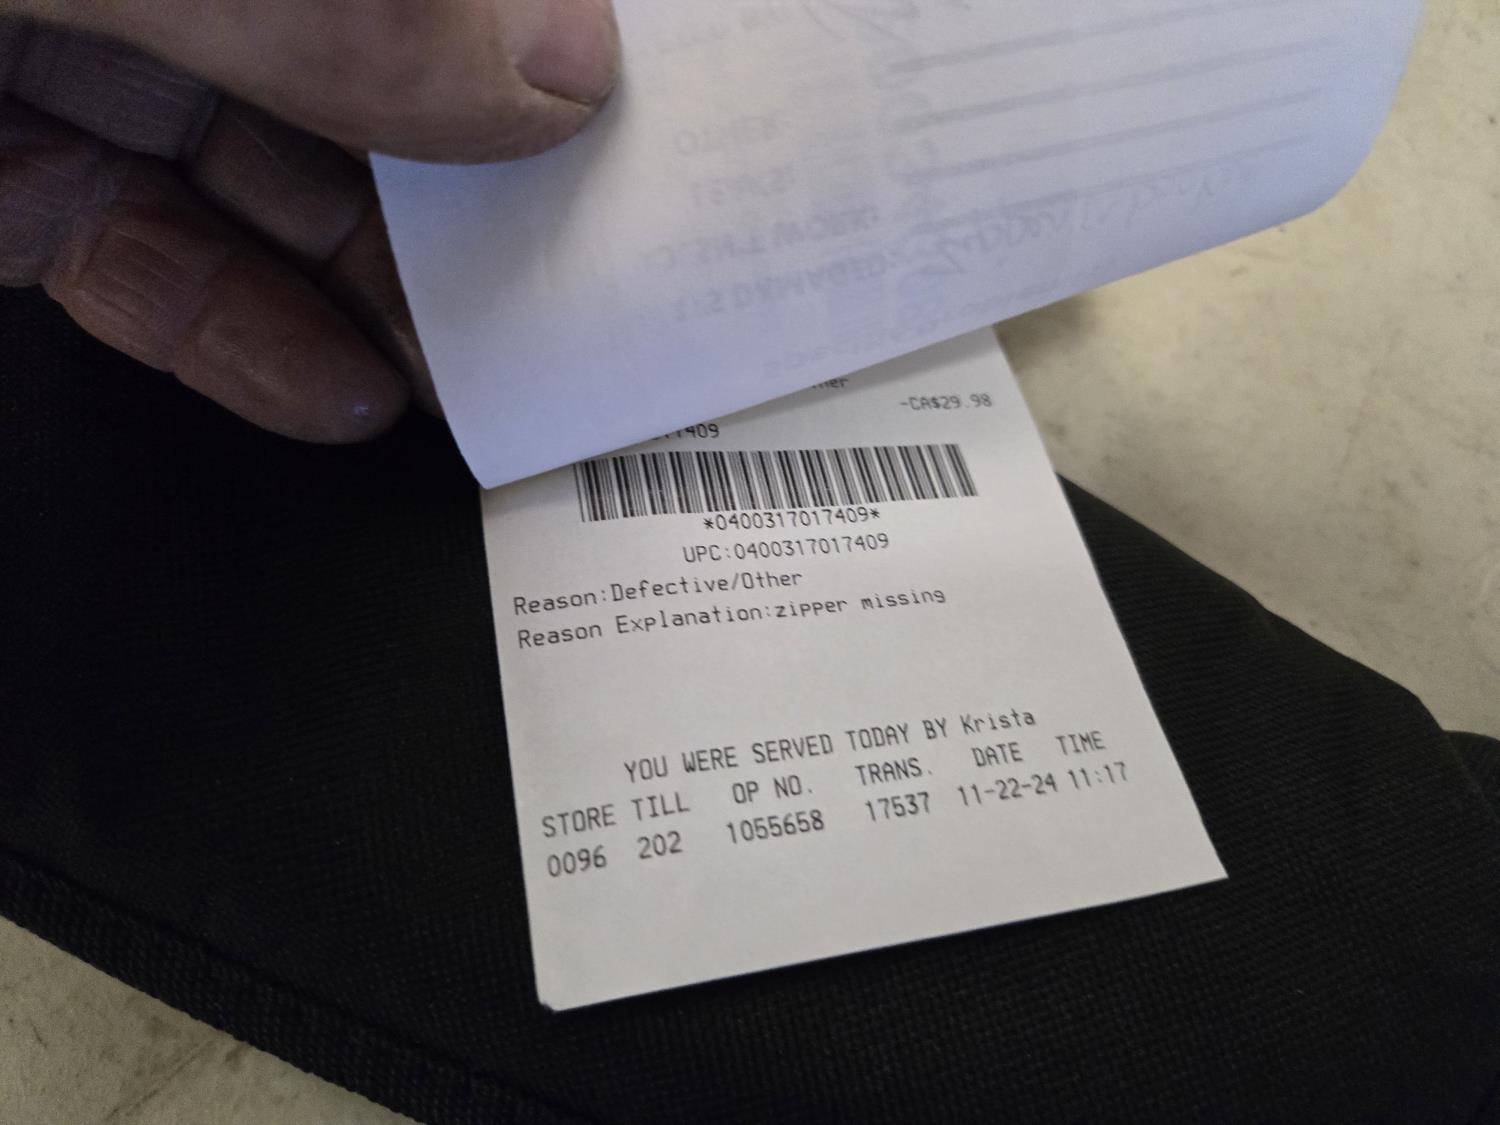 OTHER:
-CA$29.98
*0400317017409*
UPC:0400317017409
Reason:Defective/Other
Reason Explanation:zipper missing
YOU WERE SERVED TODAY BY Krista
STORE TILL OP NO. TRANS. DATE TIME
0096 202 1055658 17537 11-22-24 11:17